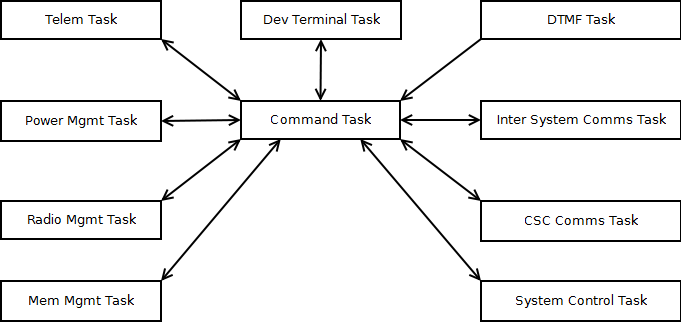 Telem Task
Dev Terminal Task
DTMF Task
Power Mgmt Task
Command Task
Inter System Comms Task
Radio Mgmt Task
CSC Comms Task
Mem Mgmt Task
System Control Task